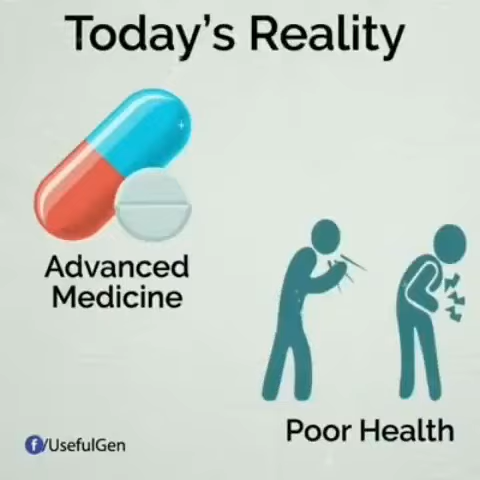 Today's Reality
Advanced
Medicine
Poor Health
f/UsefulGen